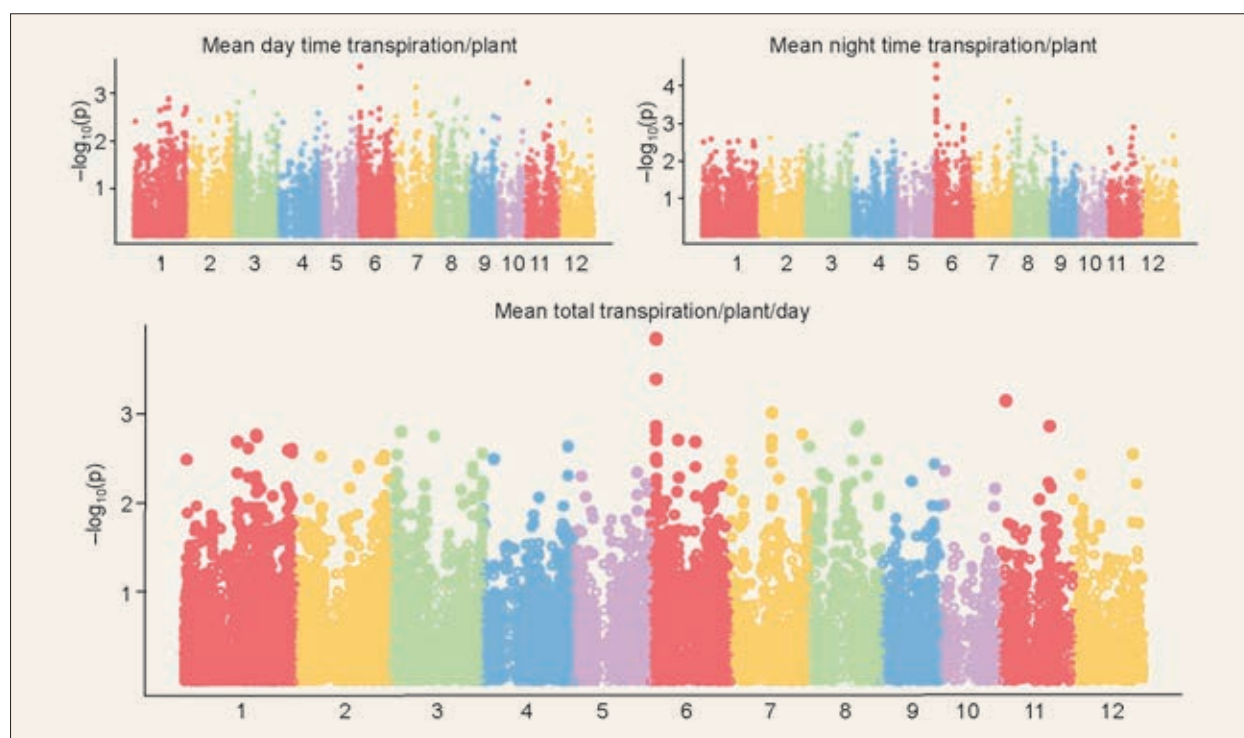 Mean day time transpiration/plant
–log10(p)
3
2
1
1 2 3 4 5 6 7 8 9 10 11 12
Mean night time transpiration/plant
–log10(p)
4
3
2
1
1 2 3 4 5 6 7 8 9 10 11 12
Mean total transpiration/plant/day
–log10(p)
3
2
1
1 2 3 4 5 6 7 8 9 10 11 12